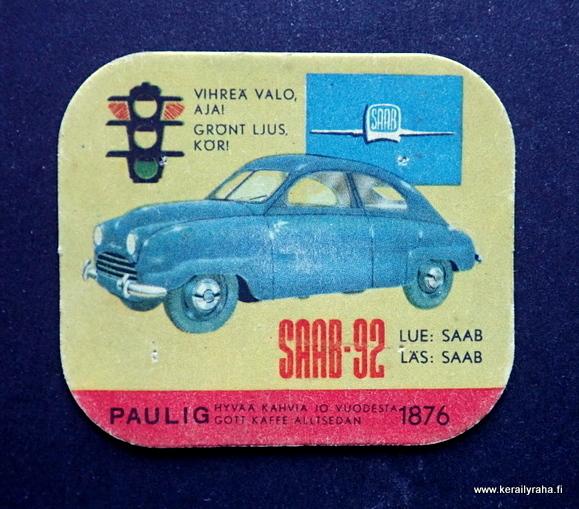 VIHREÄ VALO,
AJA!
GRÖNT LJUS,
KÖR!
SAAB
SAAB-92
LUE: SAAB
LÄS: SAAB
PAULIG HYVÄÄ KAHVIA JO VUODESTA 1876
GOTT KAFFE ALLTSEDAN
www.kerailyraha.fi